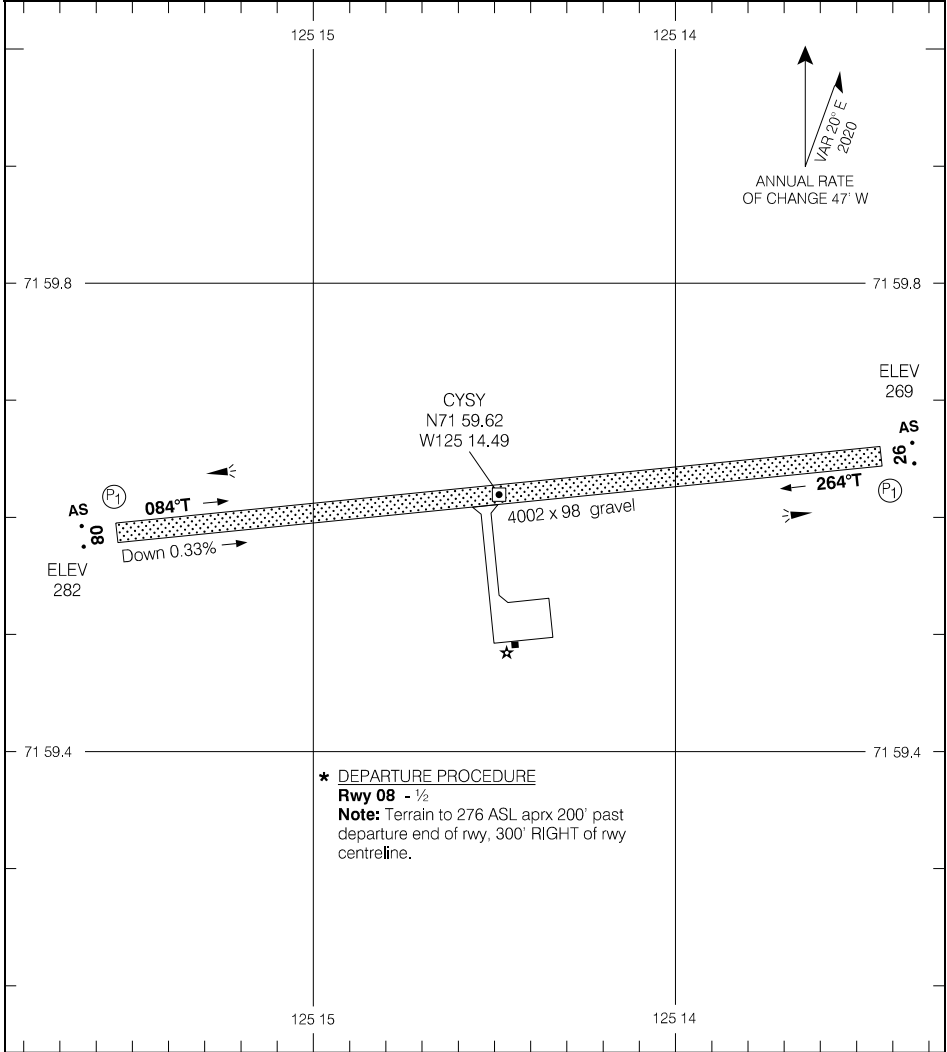 125 15
125 14
VAR 20° E
2020
ANNUAL RATE
OF CHANGE 47' W
71 59.8
71 59.8
ELEV
269
CYSY
N71 59.62
W125 14.49
AS
26
P1
264°T
AS
P1
084°T
08
4002 x 98 gravel
Down 0.33%
ELEV
282
71 59.4
71 59.4
* DEPARTURE PROCEDURE
Rwy 08 - ½
Note: Terrain to 276 ASL aprx 200' past
departure end of rwy, 300' RIGHT of rwy
centreline.
125 15
125 14